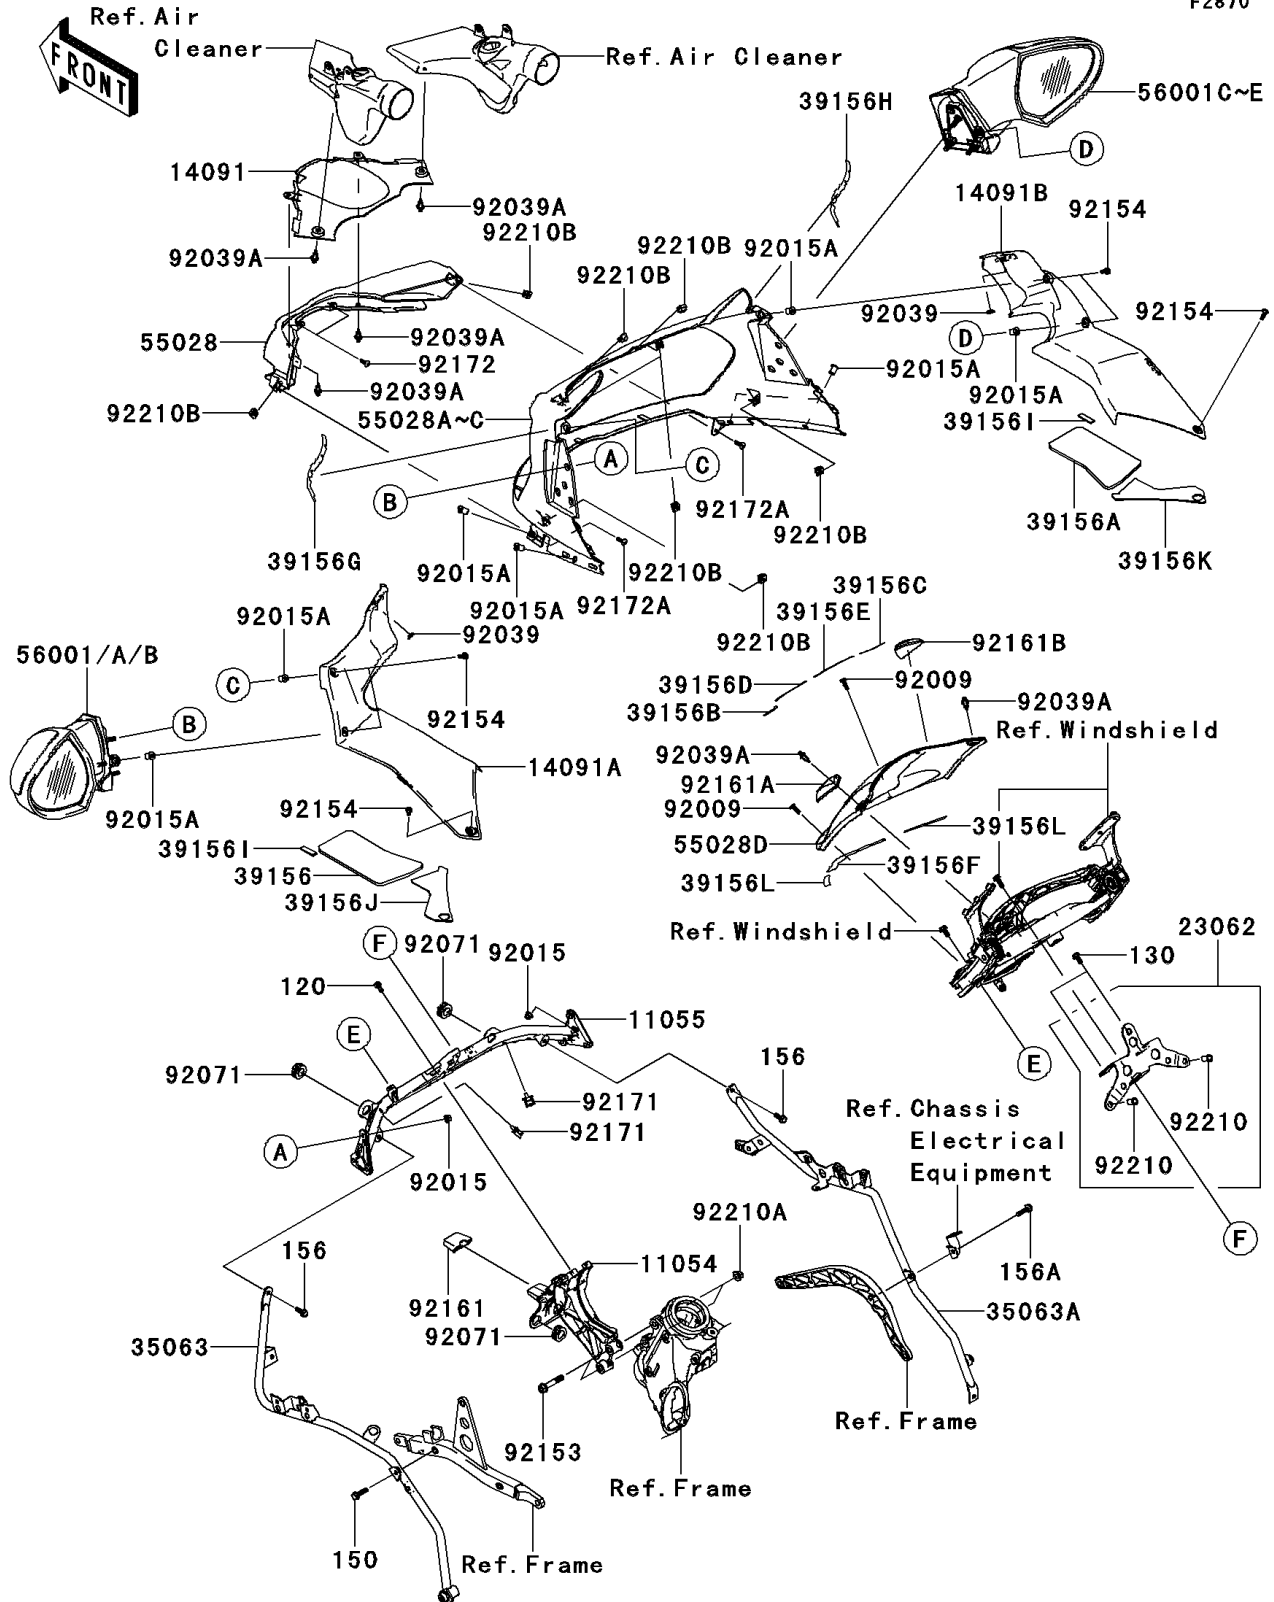 F2870
Ref.Air
Cleaner
FRONT
Ref.Air Cleaner
39156H
56001C~E
D
14091
92039A
92210B
92210B
92015A
14091B
92154
92039A
92210B
92039
92154
55028
92039A
D
92172
92039A
92015A
92015A
92210B
55028A~C
39156I
A
C
B
92172A
39156A
39156G
92210B
39156K
92015A
92210B
39156C
92015A
92172A
39156E
92015A
92039
92210B
92161B
56001/A/B
C
39156D
92009
92039A
39156B
Ref.Windshield
B
92154
92039A
14091A
92161A
92154
92009
92015A
39156L
39156I
55028D
39156
39156F
39156J
39156L
F
92071
92015
Ref.Windshield
23062
130
120
11055
E
156
E
92071
92171
Ref.Chassis
Electrical
Equipment
92171
92210
A
92015
92210
92210A
F
156
11054
156A
92161
35063A
92071
35063
Ref.Frame
92153
Ref.Frame
150
Ref.Frame